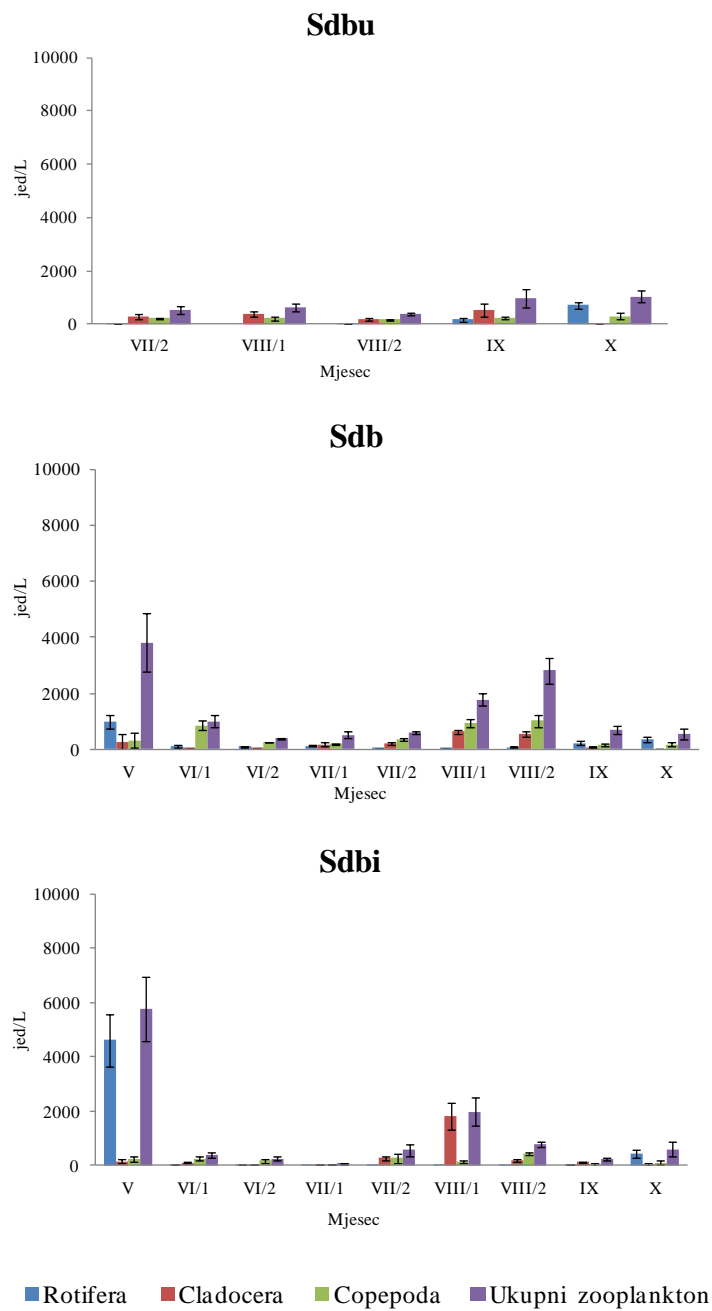 Sdbu
10000
8000
6000
4000
2000
0
jed/L
VII/2 VIII/1 VIII/2 IX X
Mjesec
Sdb
10000
8000
6000
4000
2000
0
jed/L
V VI/1 VI/2 VII/1 VII/2 VIII/1 VIII/2 IX X
Mjesec
Sdbi
10000
8000
6000
4000
2000
0
jed/L
V VI/1 VI/2 VII/1 VII/2 VIII/1 VIII/2 IX X
Mjesec
Rotifera Cladocera Copepoda Ukupni zooplankton